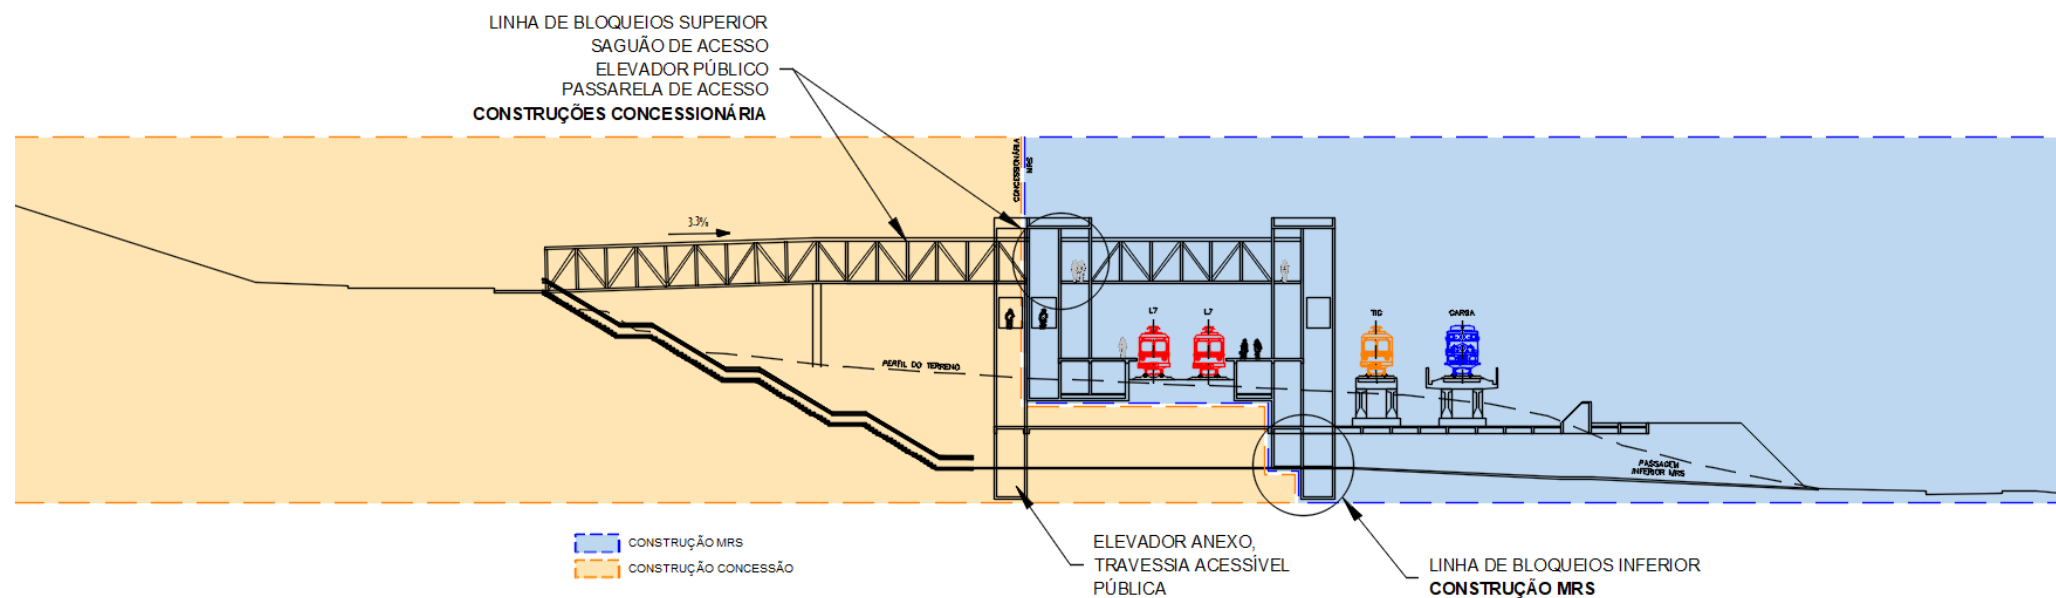 LINHA DE BLOQUEIOS SUPERIOR
SAGUÃO DE ACESSO
ELEVADOR PÚBLICO
PASSARELA DE ACESSO
CONSTRUÇÕES CONCESSIONÁRIA
CONCESSIONÁRIA
MRS
3.3%
L7
L7
TIC
CARGA
PERFIL DO TERRENO
PASSAGEM
INFERIOR MRS
CONSTRUÇÃO MRS
CONSTRUÇÃO CONCESSÃO
ELEVADOR ANEXO,
TRAVESSIA ACESSÍVEL
PÚBLICA
LINHA DE BLOQUEIOS INFERIOR
CONSTRUÇÃO MRS